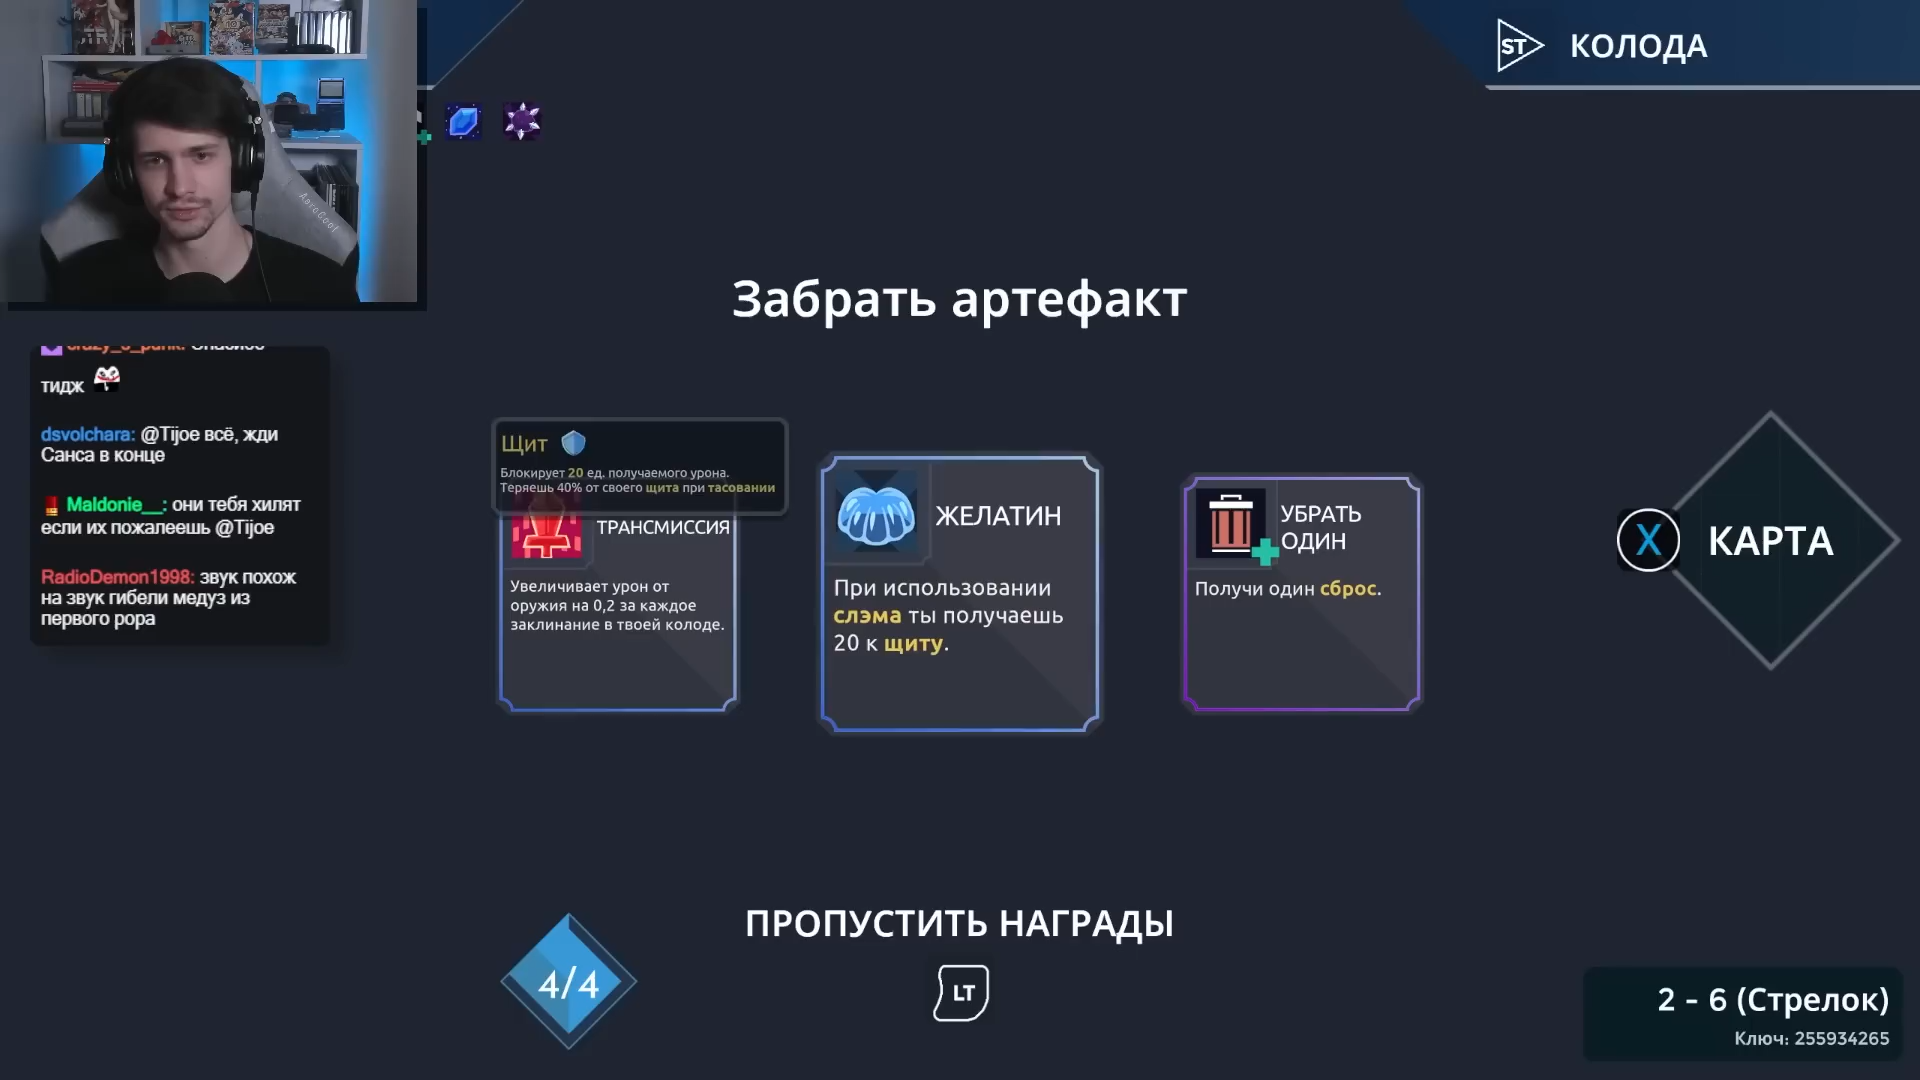 ST КОЛОДА
AeroCool
Забрать артефакт
тидж
dsvolchara: @Tijoe всё, жди
Санса в конце
Maldonie__: они тебя хилят
если их пожалеешь @Tijoe
RadioDemon1998: звук похож
на звук гибели медуз из
первого рора
Щит
Блокирует 20 ед. получаемого урона.
Теряешь 40% от своего щита при тасовании
ТРАНСМИССИЯ
Увеличивает урон от
оружия на 0,2 за каждое
заклинание в твоей колоде.
ЖЕЛАТИН
При использовании
слэма ты получаешь
20 к щиту.
УБРАТЬ
ОДИН
Получи один сброс.
X КАРТА
4/4
ПРОПУСТИТЬ НАГРАДЫ
LT
2 - 6 (Стрелок)
Ключ: 255934265